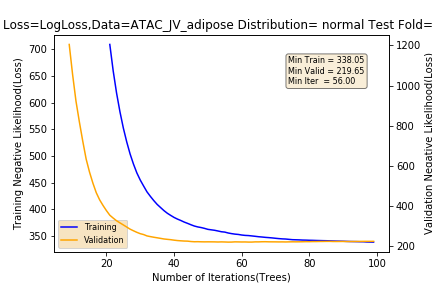 Loss=LogLoss,Data=ATAC_JV_adipose Distribution= normal Test Fold=
Training Negative Likelihood(Loss)
700
650
600
550
500
450
400
350
Min Train = 338.05
Min Valid = 219.65
Min Iter = 56.00
Training
Validation
1200
1000
800
600
400
200
Validation Negative Likelihood(Loss)
20
40
60
80
100
Number of Iterations(Trees)